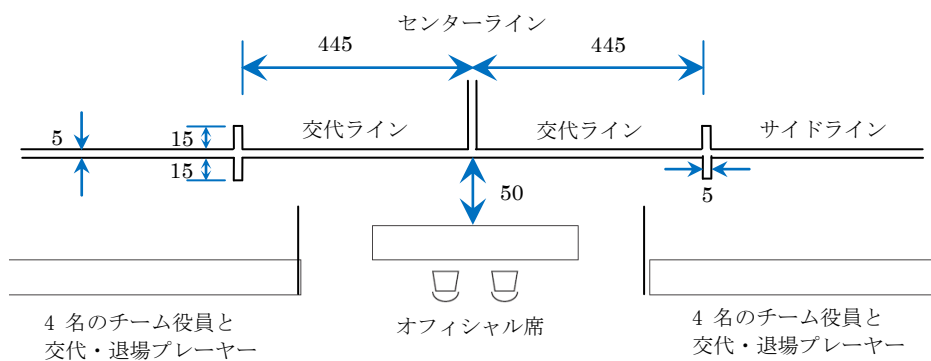 センターライン
445
445
5
15
交代ライン
交代ライン
サイドライン
15
50
5
4 名のチーム役員と
交代・退場プレーヤー
オフィシャル席
4 名のチーム役員と
交代・退場プレーヤー